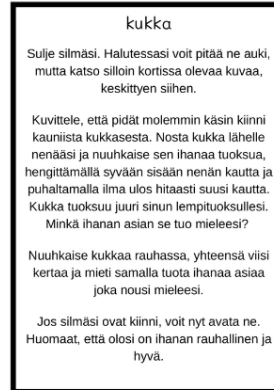 kukka
Sulje silmäsi. Halutessasi voit pitää ne auki,
mutta katso silloin kortissa olevaa kuvaa,
keskittyen siihen.
Kuvittele, että pidät molemmin käsin kiinni
kauniista kukkasesta. Nosta kukka lähelle
nenääsi ja nuuhkaise sen ihanaa tuoksua,
hengittämällä syvään sisään nenän kautta ja
puhaltamalla ilma ulos hitaasti suusi kautta.
Kukka tuoksuu juuri sinun lempituoksullesi.
Minkä ihanan asian se tuo mieleesi?
Nuuhkaise kukkaa rauhassa, yhteensä viisi
kertaa ja mieti samalla tuota ihanaa asiaa
joka nousi mieleesi.
Jos silmäsi ovat kiinni, voit nyt avata ne.
Huomaat, että olosi on ihanan rauhallinen ja
hyvä.